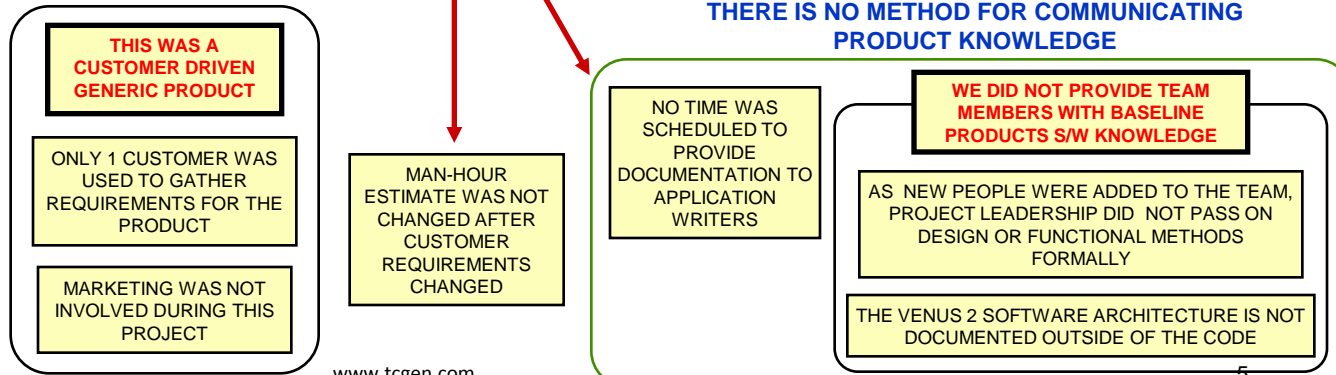 THERE IS NO METHOD FOR COMMUNICATING
PRODUCT KNOWLEDGE
THIS WAS A
CUSTOMER DRIVEN
GENERIC PRODUCT
ONLY 1 CUSTOMER WAS
USED TO GATHER
REQUIREMENTS FOR THE
PRODUCT
MARKETING WAS NOT
INVOLVED DURING THIS
PROJECT
MAN-HOUR
ESTIMATE WAS NOT
CHANGED AFTER
CUSTOMER
REQUIREMENTS
CHANGED
NO TIME WAS
SCHEDULED TO
PROVIDE
DOCUMENTATION TO
APPLICATION
WRITERS
WE DID NOT PROVIDE TEAM
MEMBERS WITH BASELINE
PRODUCTS S/W KNOWLEDGE
AS NEW PEOPLE WERE ADDED TO THE TEAM,
PROJECT LEADERSHIP DID NOT PASS ON
DESIGN OR FUNCTIONAL METHODS
FORMALLY
THE VENUS 2 SOFTWARE ARCHITECTURE IS NOT
DOCUMENTED OUTSIDE OF THE CODE
www.tcgen.com
5